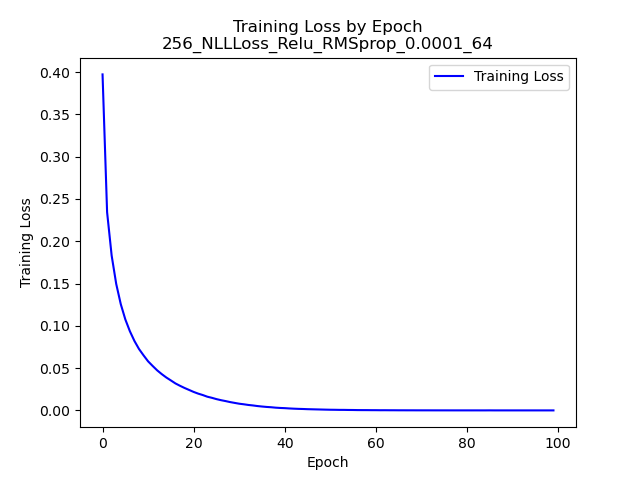 Training Loss by Epoch
256_NLLLoss_Relu_RMSprop_0.0001_64
Training Loss
0.40
0.35
0.30
0.25
0.20
0.15
0.10
0.05
0.00
Training Loss
0 20 40 60 80 100
Epoch